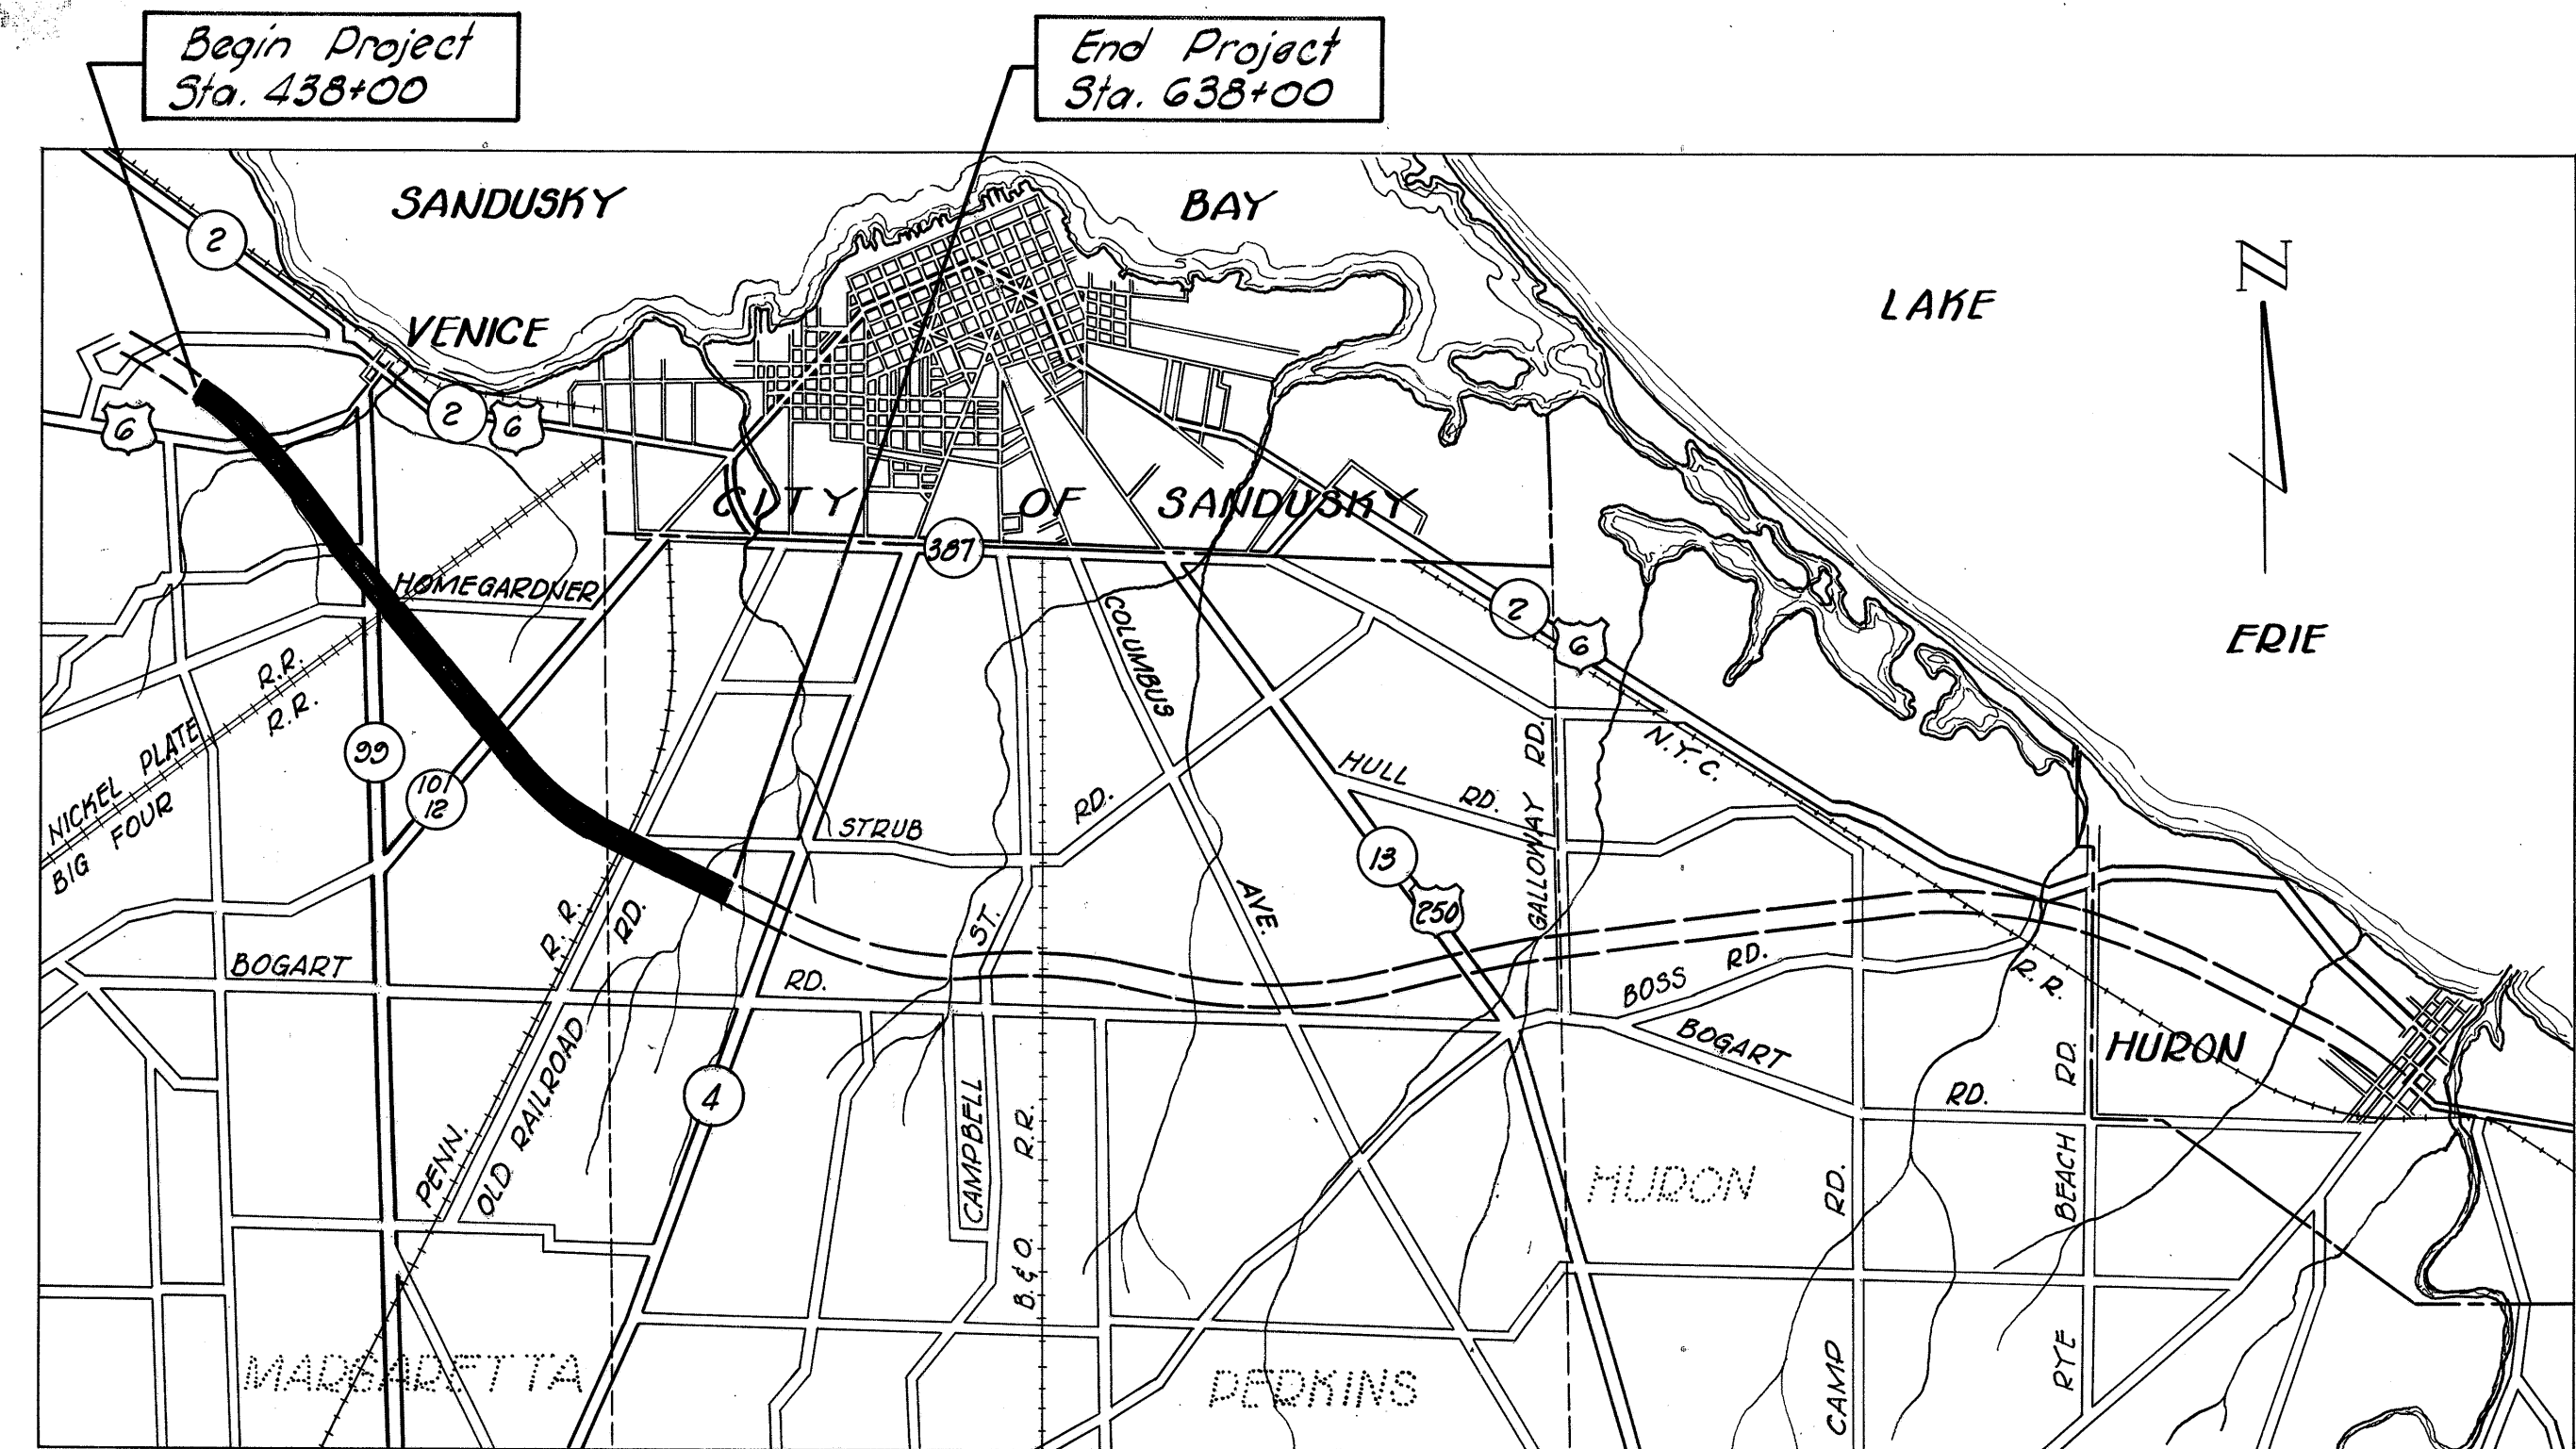 Begin Project
Sta. 438+00
End Project
Sta. 638+00
SANDUSKY BAY
2
LAKE
N
VENICE
2
6
6
CITY OF SANDUSKY
387
HOMEGARDNER
2
6
ERIE
COLUMBUS
R.R.
R.R.
NICKEL PLATE
BIG FOUR
99
101
12
HULL RD.
RD.
N.Y.C.
STRUB RD.
13
250
GALLOWAY
AVE.
R.R.
RD.
ST.
BOGART
RD.
BOSS RD.
R.R.
BOGART
RD.
HURON
RD.
4
PENN.
OLD RAILROAD
CAMPBELL
R.R.
B.&O.
HURON
RD.
BEACH
MARGARETTA
PERKINS
CAMP
RYE